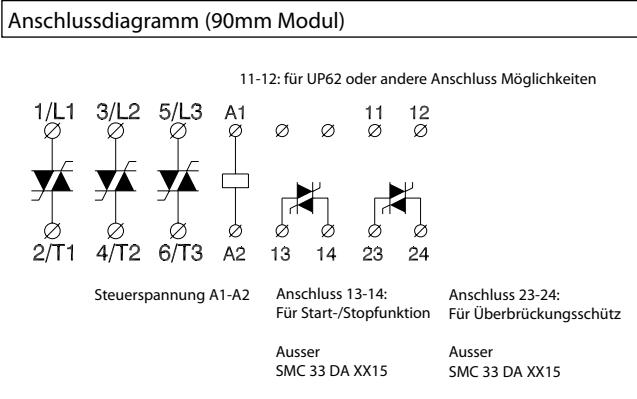 Anschlussdiagramm (90mm Modul)
11-12: für UP62 oder andere Anschluss Möglichkeiten
1/L1 3/L2 5/L3 A1 11 12
2/T1 4/T2 6/T3 A2 13 14 23 24
Steuerspannung A1-A2
Anschluss 13-14:
Für Start-/Stopfunktion
Ausser
SMC 33 DA XX15
Anschluss 23-24:
Für Überbrückungsschütz
Ausser
SMC 33 DA XX15